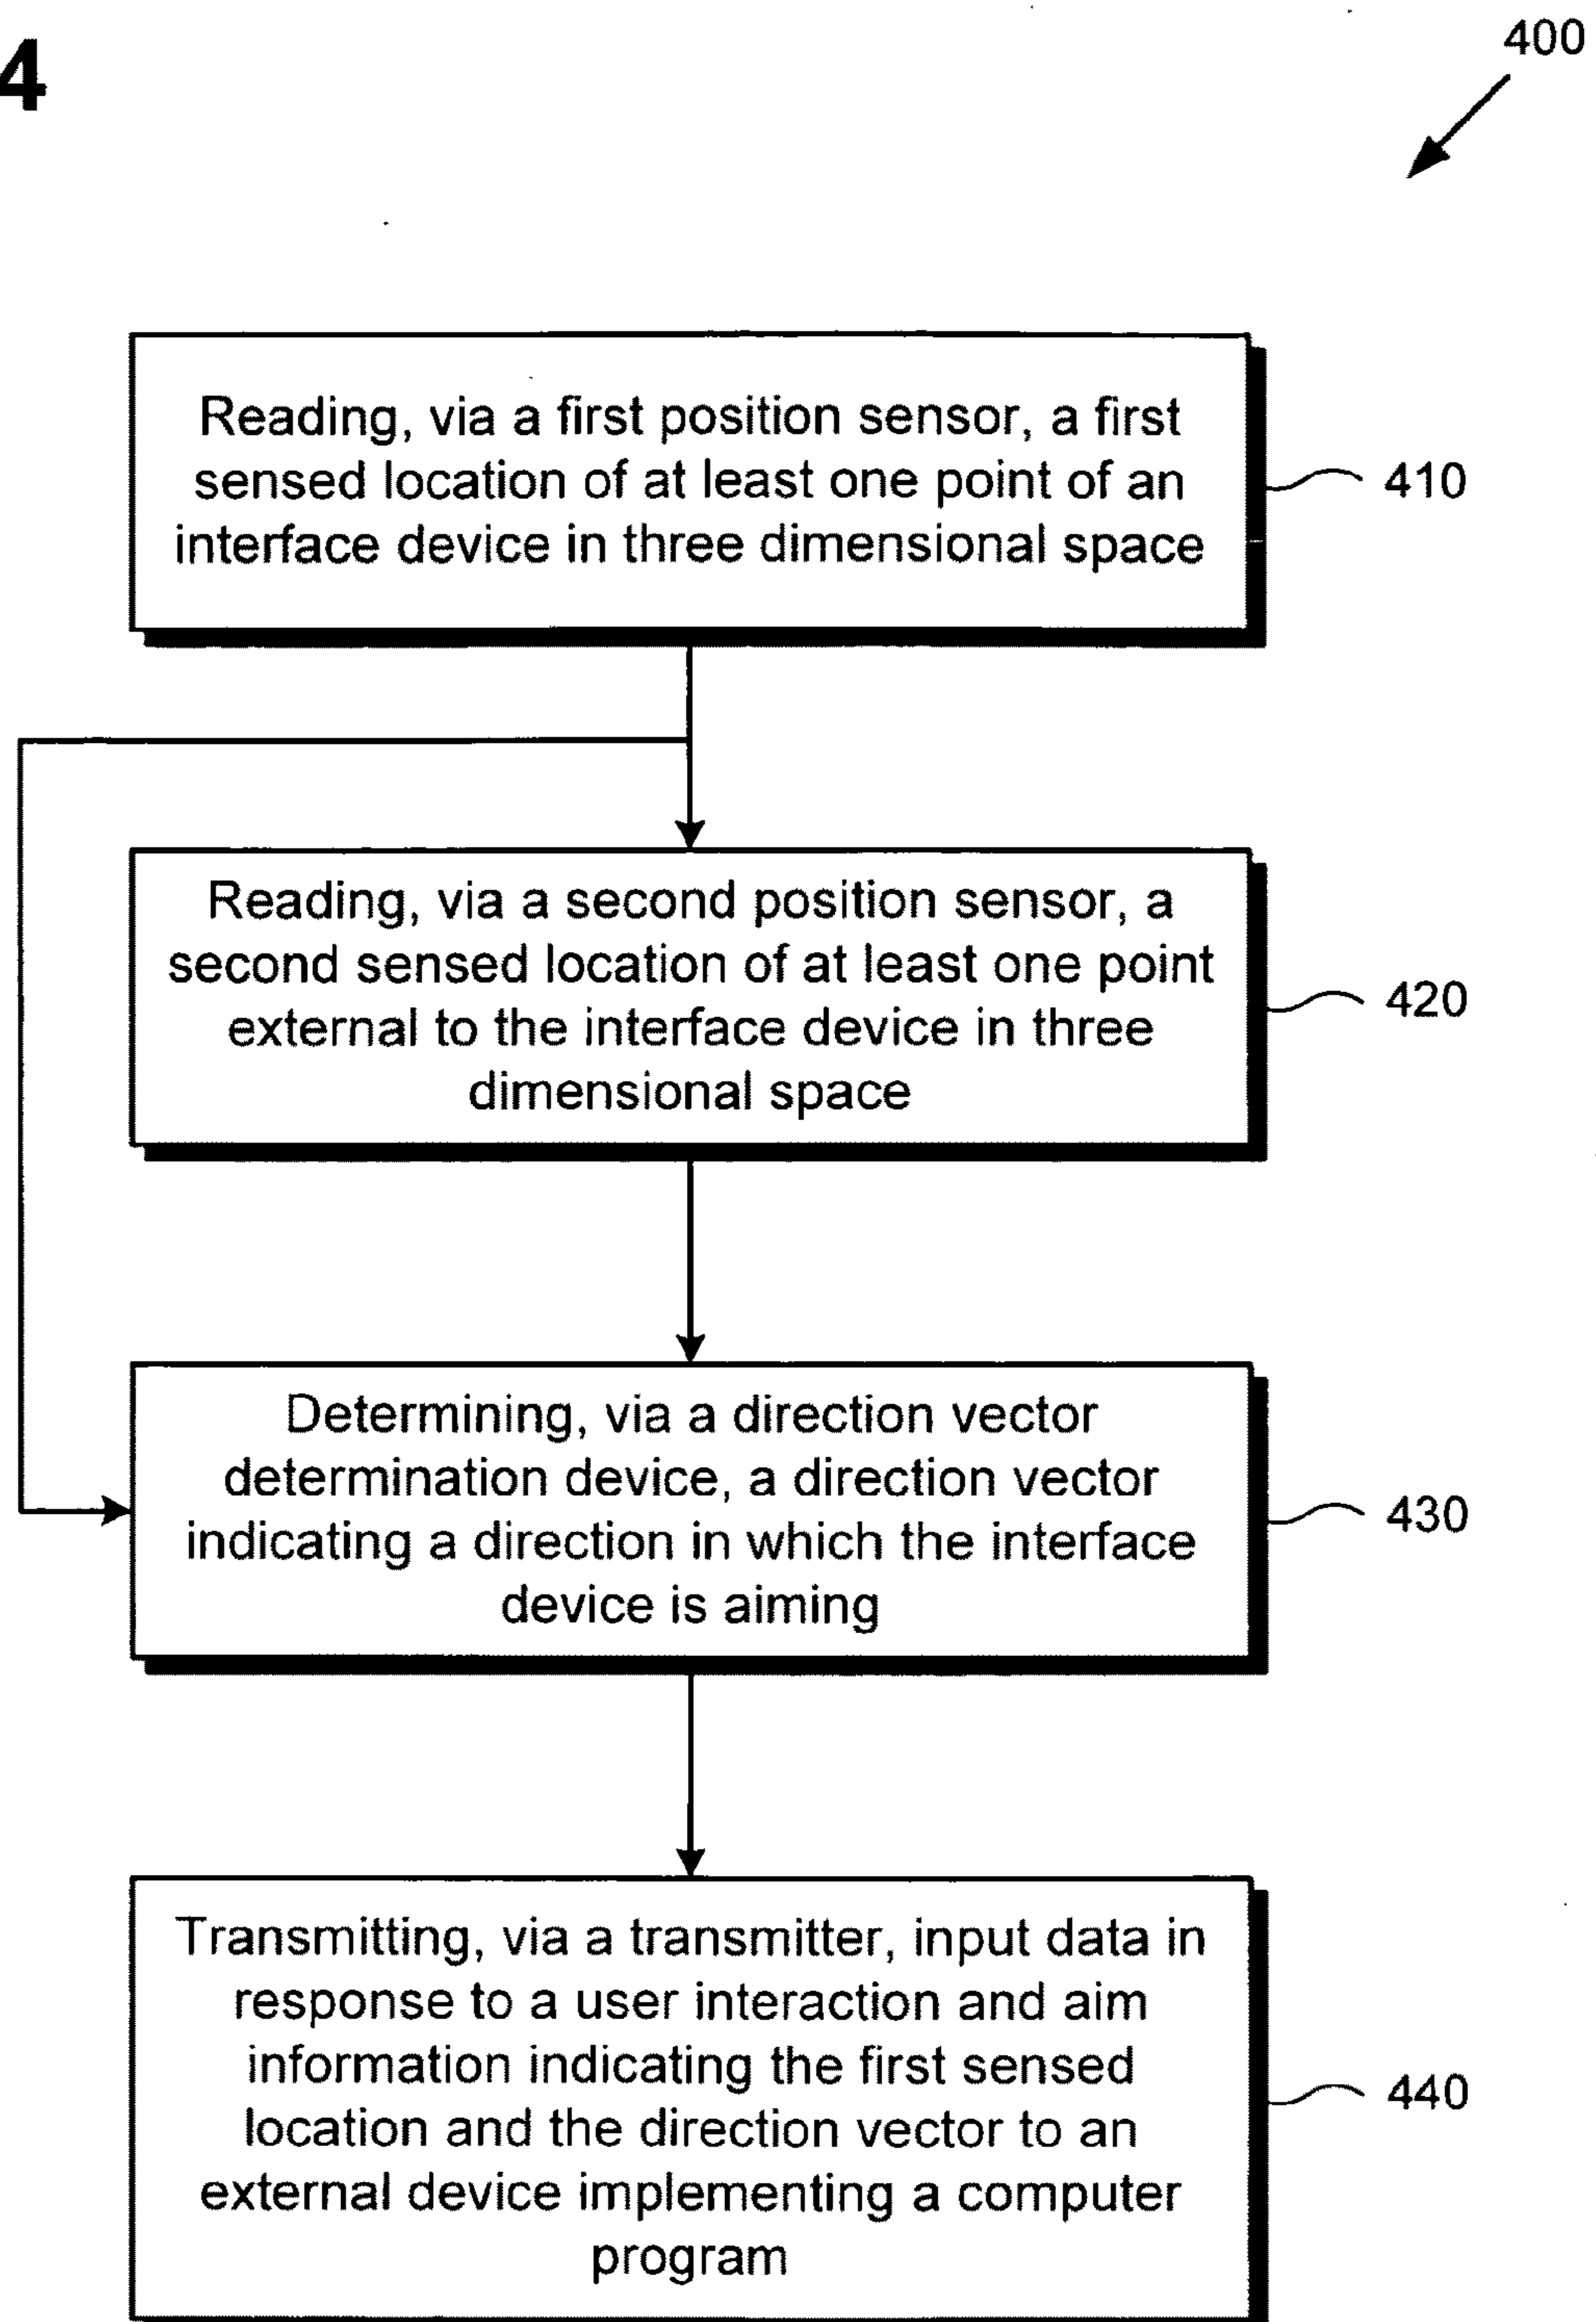 4
400
Reading, via a first position sensor, a first
sensed location of at least one point of an
interface device in three dimensional space
410
Reading, via a second position sensor, a
second sensed location of at least one point
external to the interface device in three
dimensional space
420
Determining, via a direction vector
determination device, a direction vector
indicating a direction in which the interface
device is aiming
430
Transmitting, via a transmitter, input data in
response to a user interaction and aim
information indicating the first sensed
location and the direction vector to an
external device implementing a computer
program
440